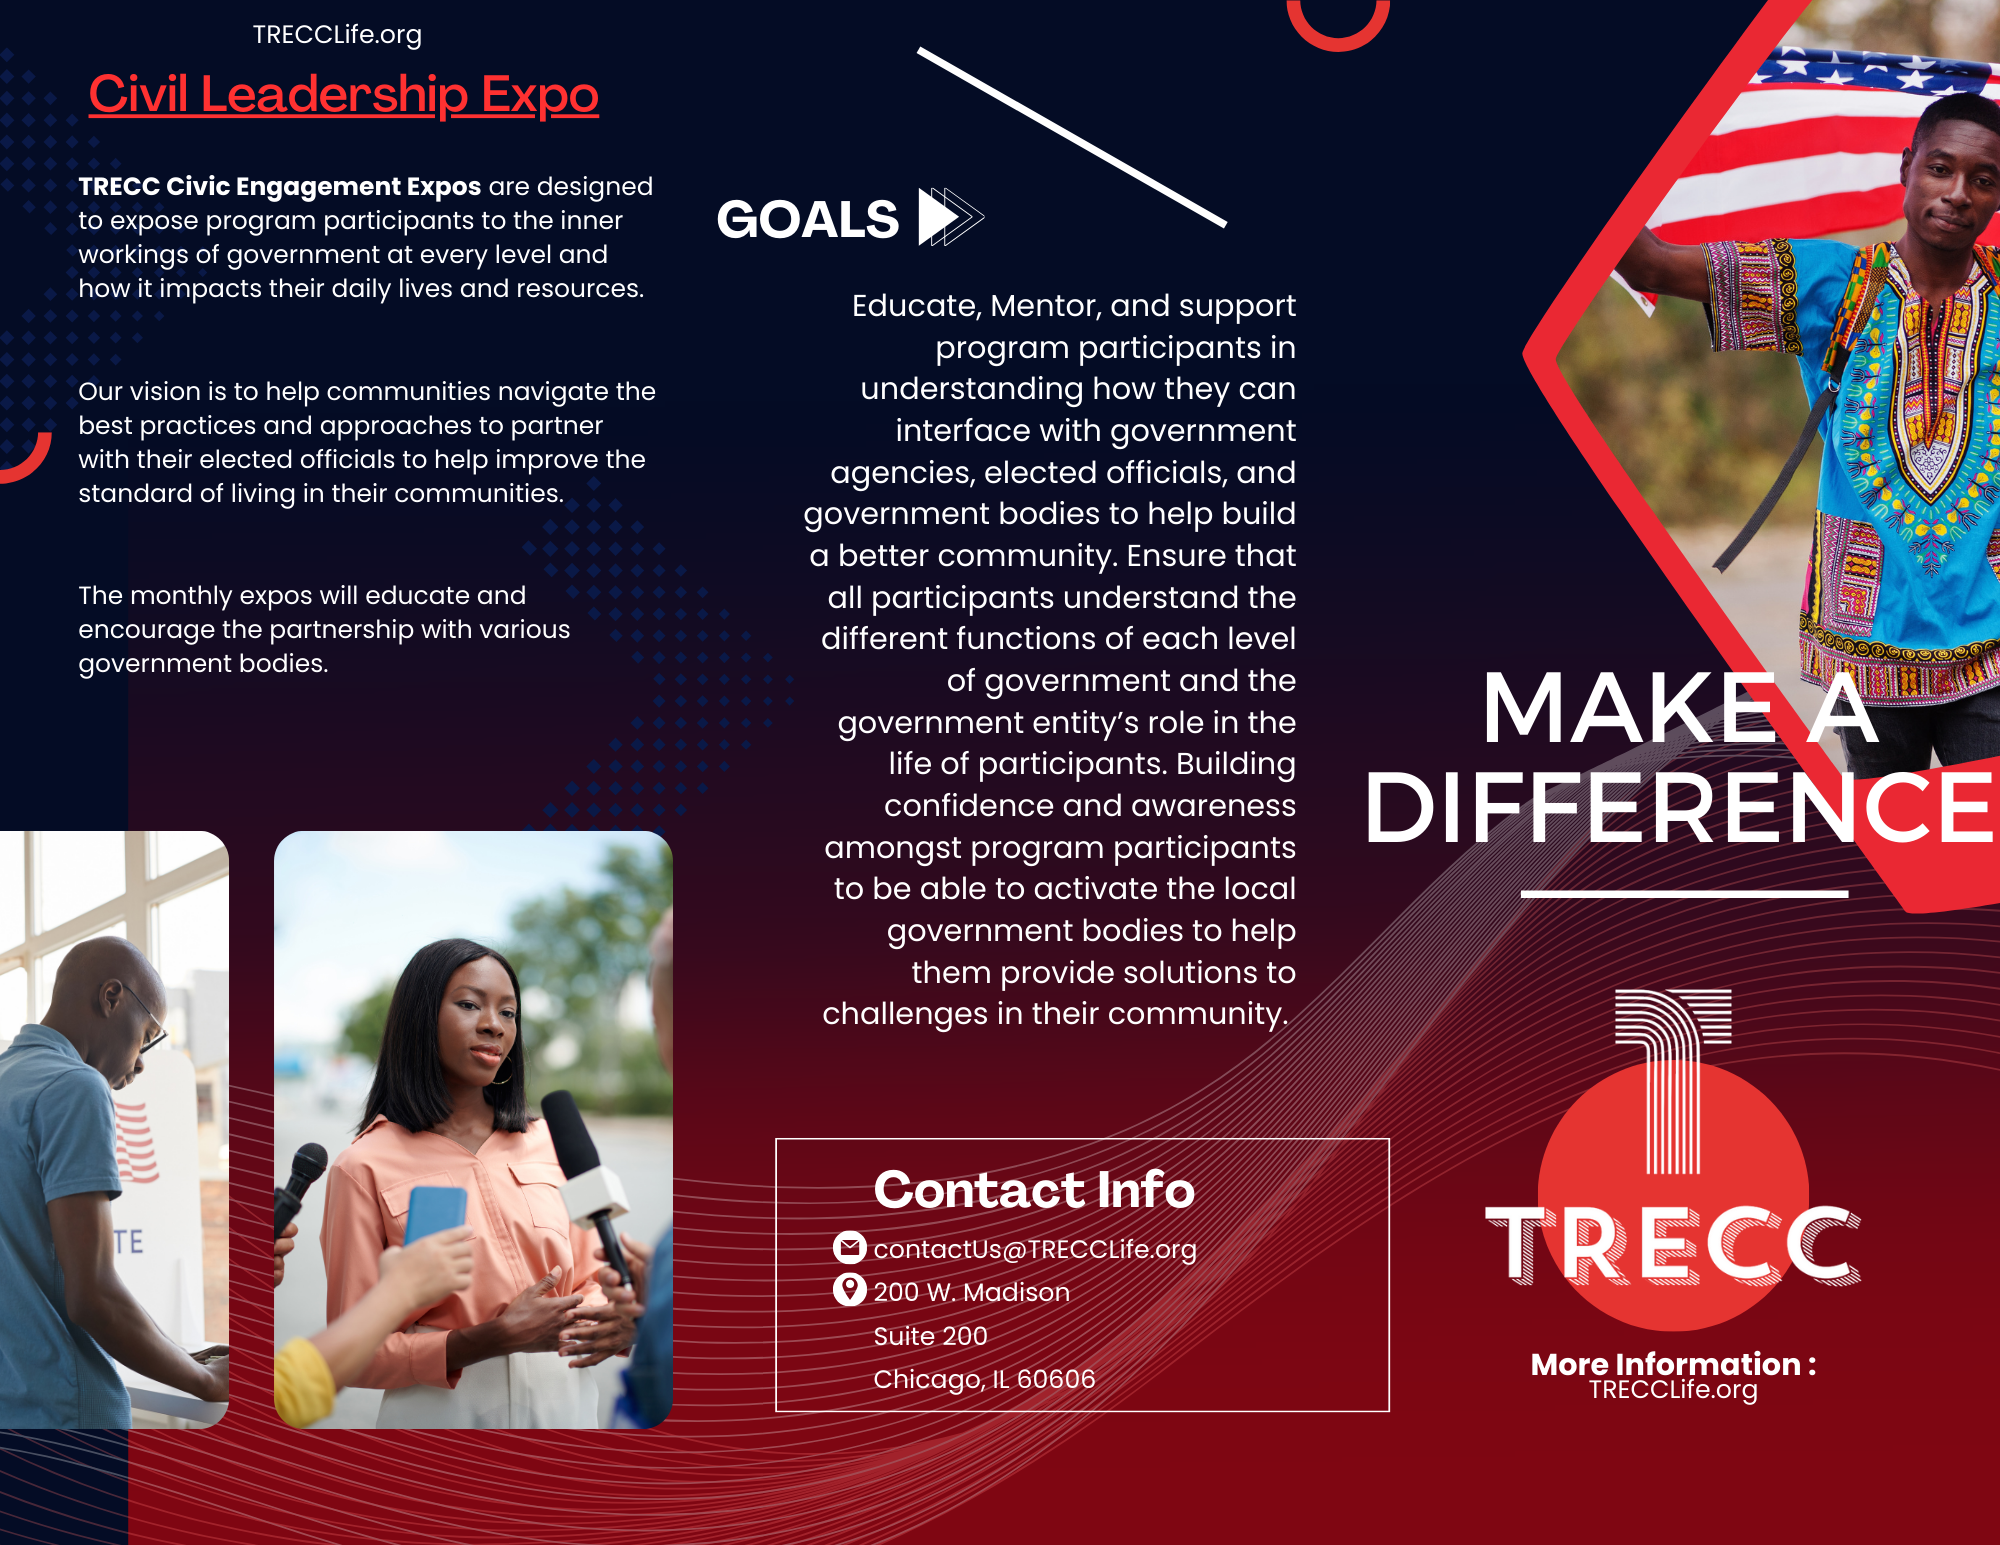 TRECCLife.org
Civil Leadership Expo
TRECC Civic Engagement Expos are designed
to expose program participants to the inner
workings of government at every level and
how it impacts their daily lives and resources.
Our vision is to help communities navigate the
best practices and approaches to partner
with their elected officials to help improve the
standard of living in their communities.
The monthly expos will educate and
encourage the partnership with various
government bodies.
TE
GOALS
Educate, Mentor, and support
program participants in
understanding how they can
interface with government
agencies, elected officials, and
government bodies to help build
a better community. Ensure that
all participants understand the
different functions of each level
of government and the
government entity’s role in the
life of participants. Building
confidence and awareness
amongst program participants
to be able to activate the local
government bodies to help
them provide solutions to
challenges in their community.
Contact Info
contactUs@TRECCLife.org
200 W. Madison
Suite 200
Chicago, IL 60606
MAKE A
DIFFERENCE
T
TRECC
More Information :
TRECCLife.org